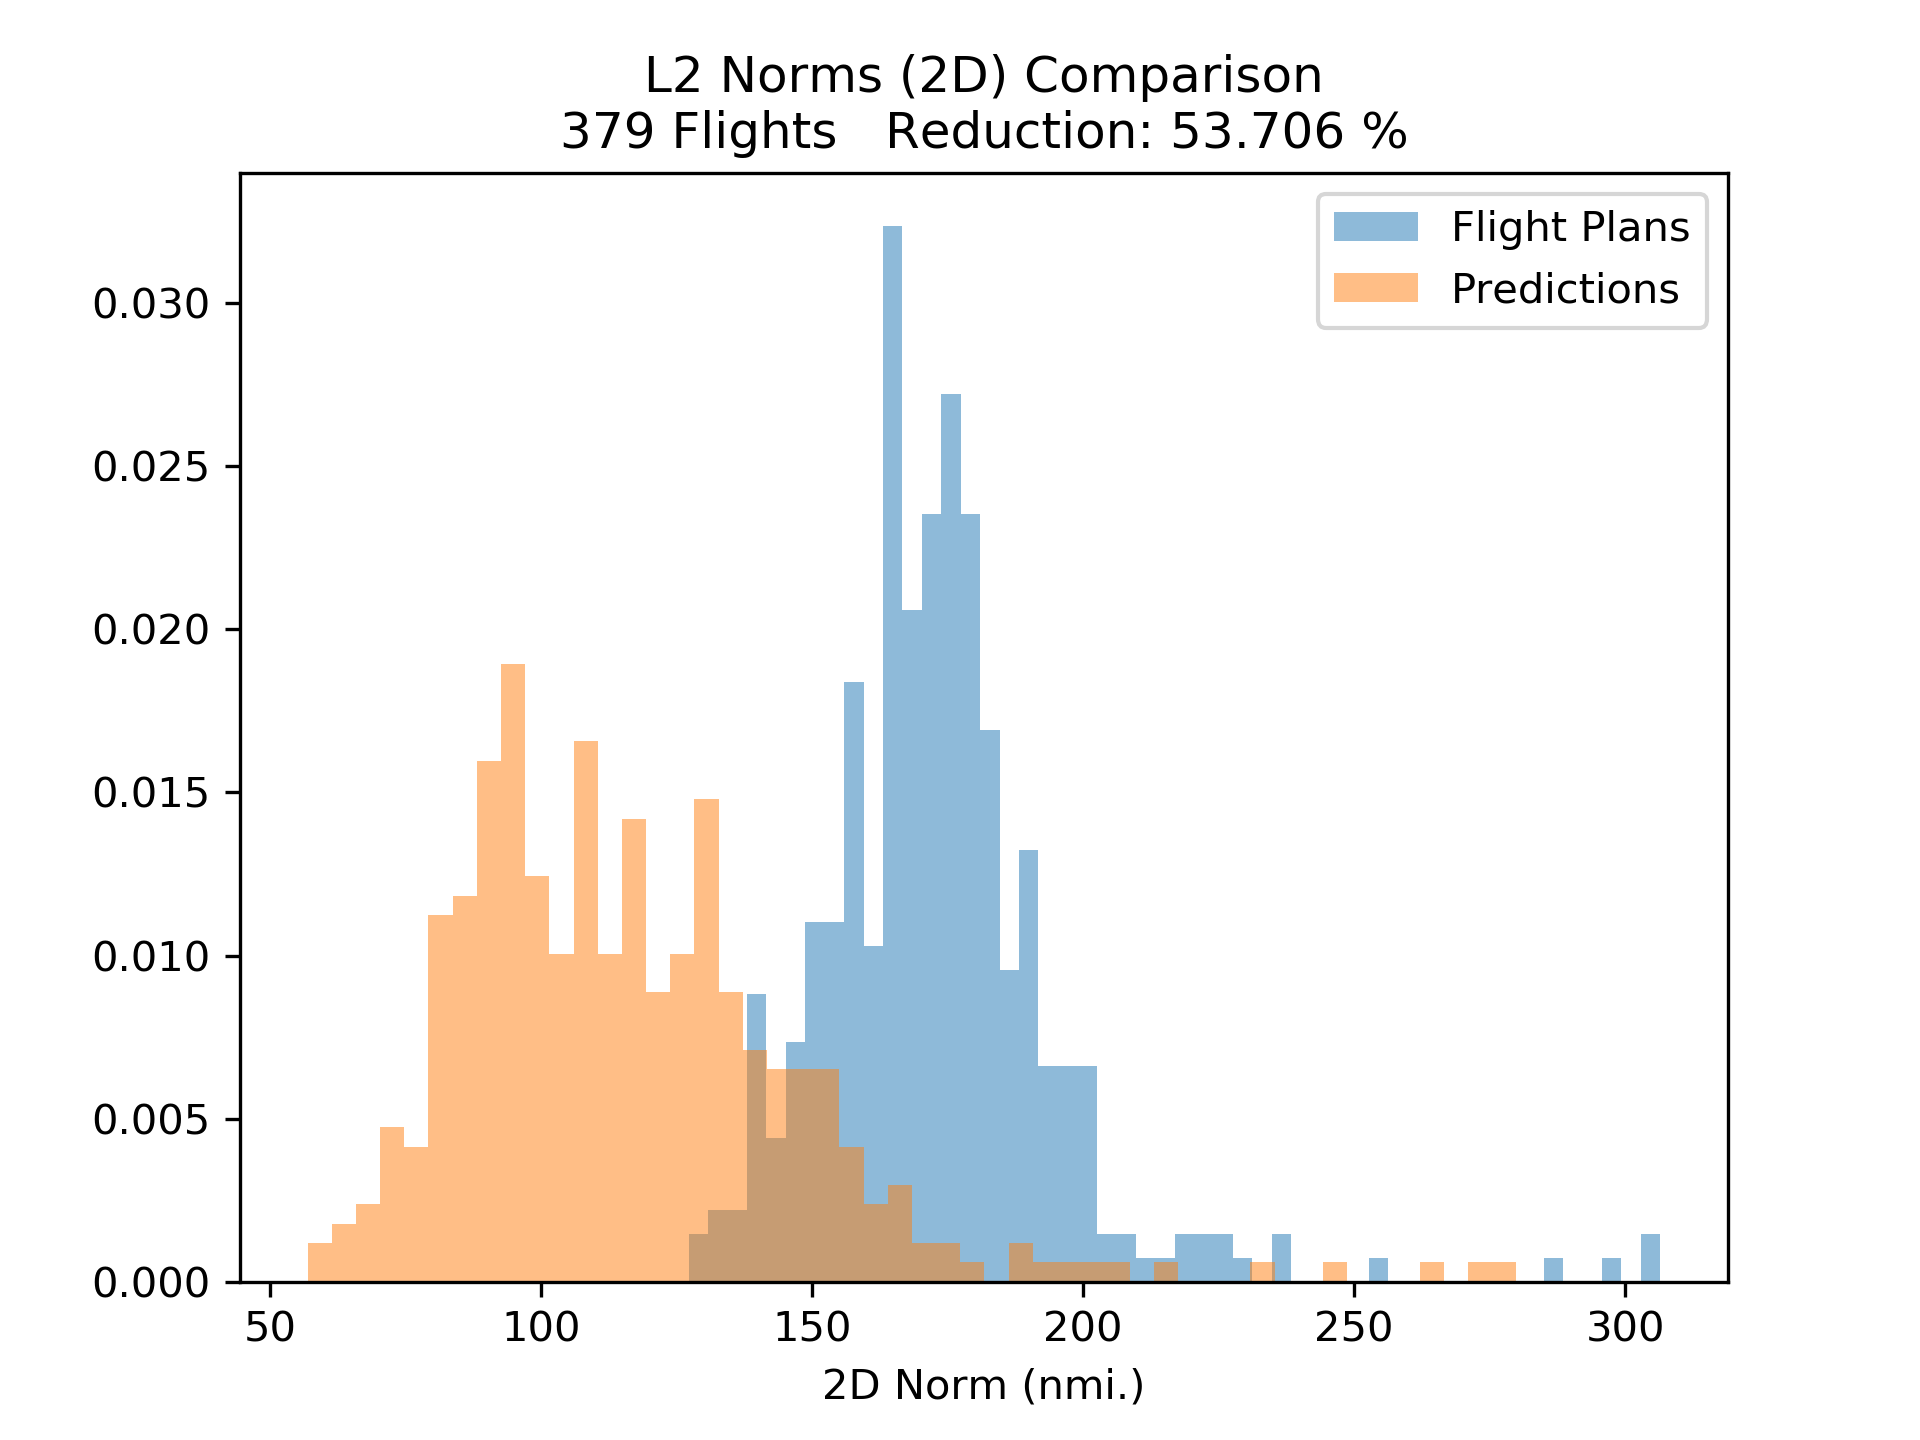 L2 Norms (2D) Comparison
379 Flights   Reduction: 53.706 %
Flight Plans
Predictions
0.030
0.025
0.020
0.015
0.010
0.005
0.000
50 100 150 200 250 300
2D Norm (nmi.)